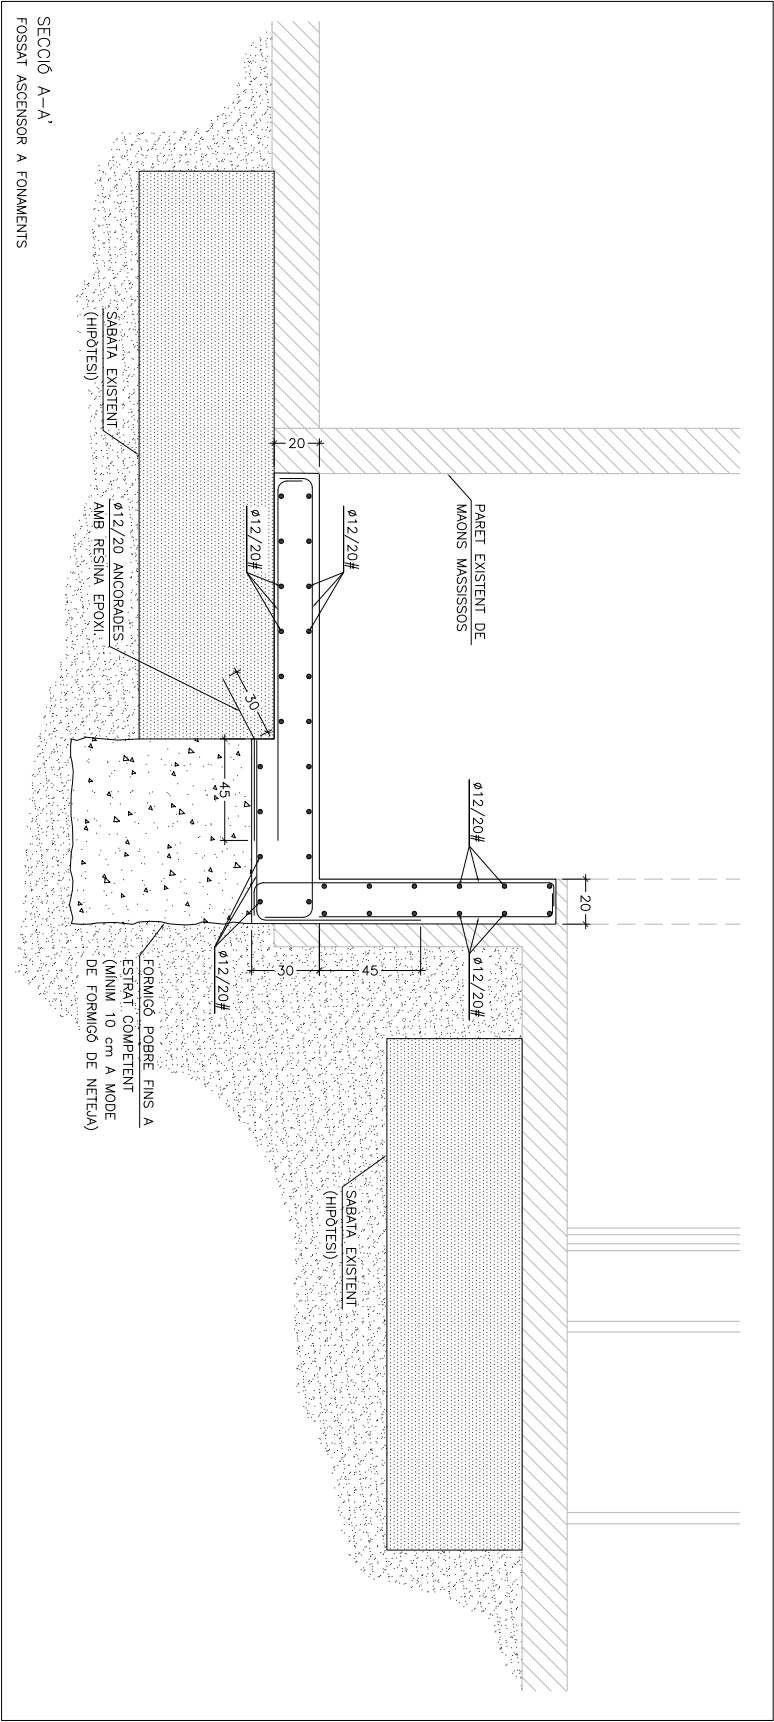 20
PARET EXISTENT DE
MAONS MASSISSOS
ø12/20#
ø12/20#
45
ø12/20#
SABATA EXISTENT
(HIPÒTESI)
20
30
ø12/20#
30
45
ø12/20#
SABATA EXISTENT
(HIPÒTESI)
ø12/20 ANCORADES
AMB RESINA EPOXI.
FORMIGÓ POBRE FINS A
ESTRAT COMPETENT
(MÍNIM 10 cm A MODE
DE FORMIGÓ DE NETEJA)
SECCIÓ A-A'
FOSSAT ASCENSOR A FONAMENTS